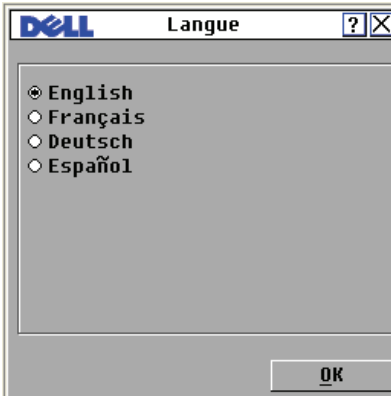 DELL Langue ? X
English
Français
Deutsch
Español
OK